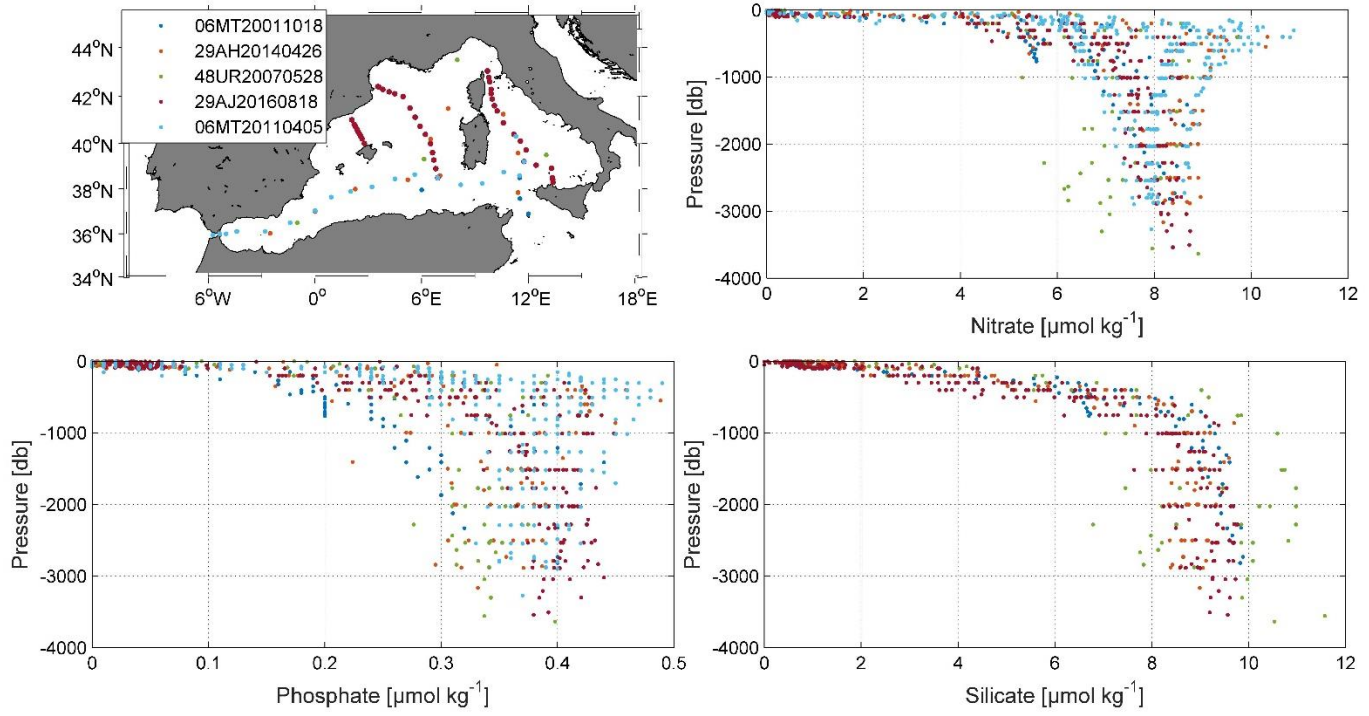 06MT20011018
29AH20140426
48UR20070528
29AJ20160818
06MT20110405
44°N
42°N
40°N
38°N
36°N
34°N
6°W
0°
6°E
12°E
18°E
0
-1000
-2000
-3000
-4000
Pressure [db]
0
2
4
6
8
10
12
Nitrate [µmol kg⁻¹]
0
-1000
-2000
-3000
-4000
Pressure [db]
0
0.1
0.2
0.3
0.4
0.5
Phosphate [µmol kg⁻¹]
0
-1000
-2000
-3000
-4000
Pressure [db]
0
2
4
6
8
10
12
Silicate [µmol kg⁻¹]